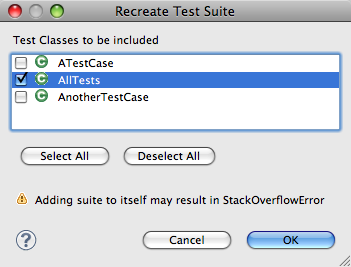 Recreate Test Suite
Test Classes to be included
C ATestCase
C AllTests
C AnotherTestCase
Select All Deselect All
Adding suite to itself may result in StackOverflowError
? Cancel OK